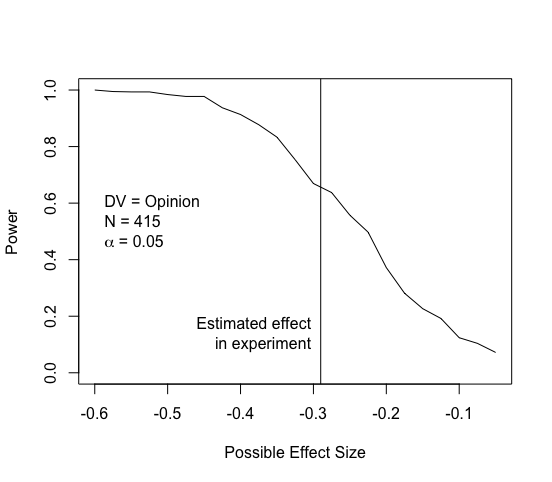 1.0
0.8
0.6
0.4
0.2
0.0
Power
DV = Opinion
N = 415
α = 0.05
Estimated effect
in experiment
-0.6 -0.5 -0.4 -0.3 -0.2 -0.1
Possible Effect Size